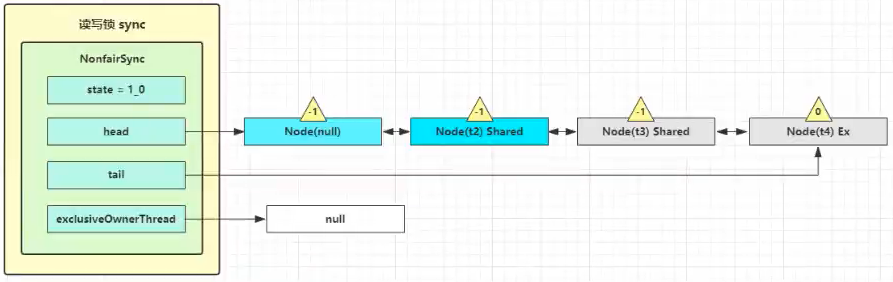 读写锁 sync
NonfairSync
state = 1_0
head
tail
exclusiveOwnerThread
-1
Node(null)
-1
Node(t2) Shared
-1
Node(t3) Shared
0
Node(t4) Ex
null